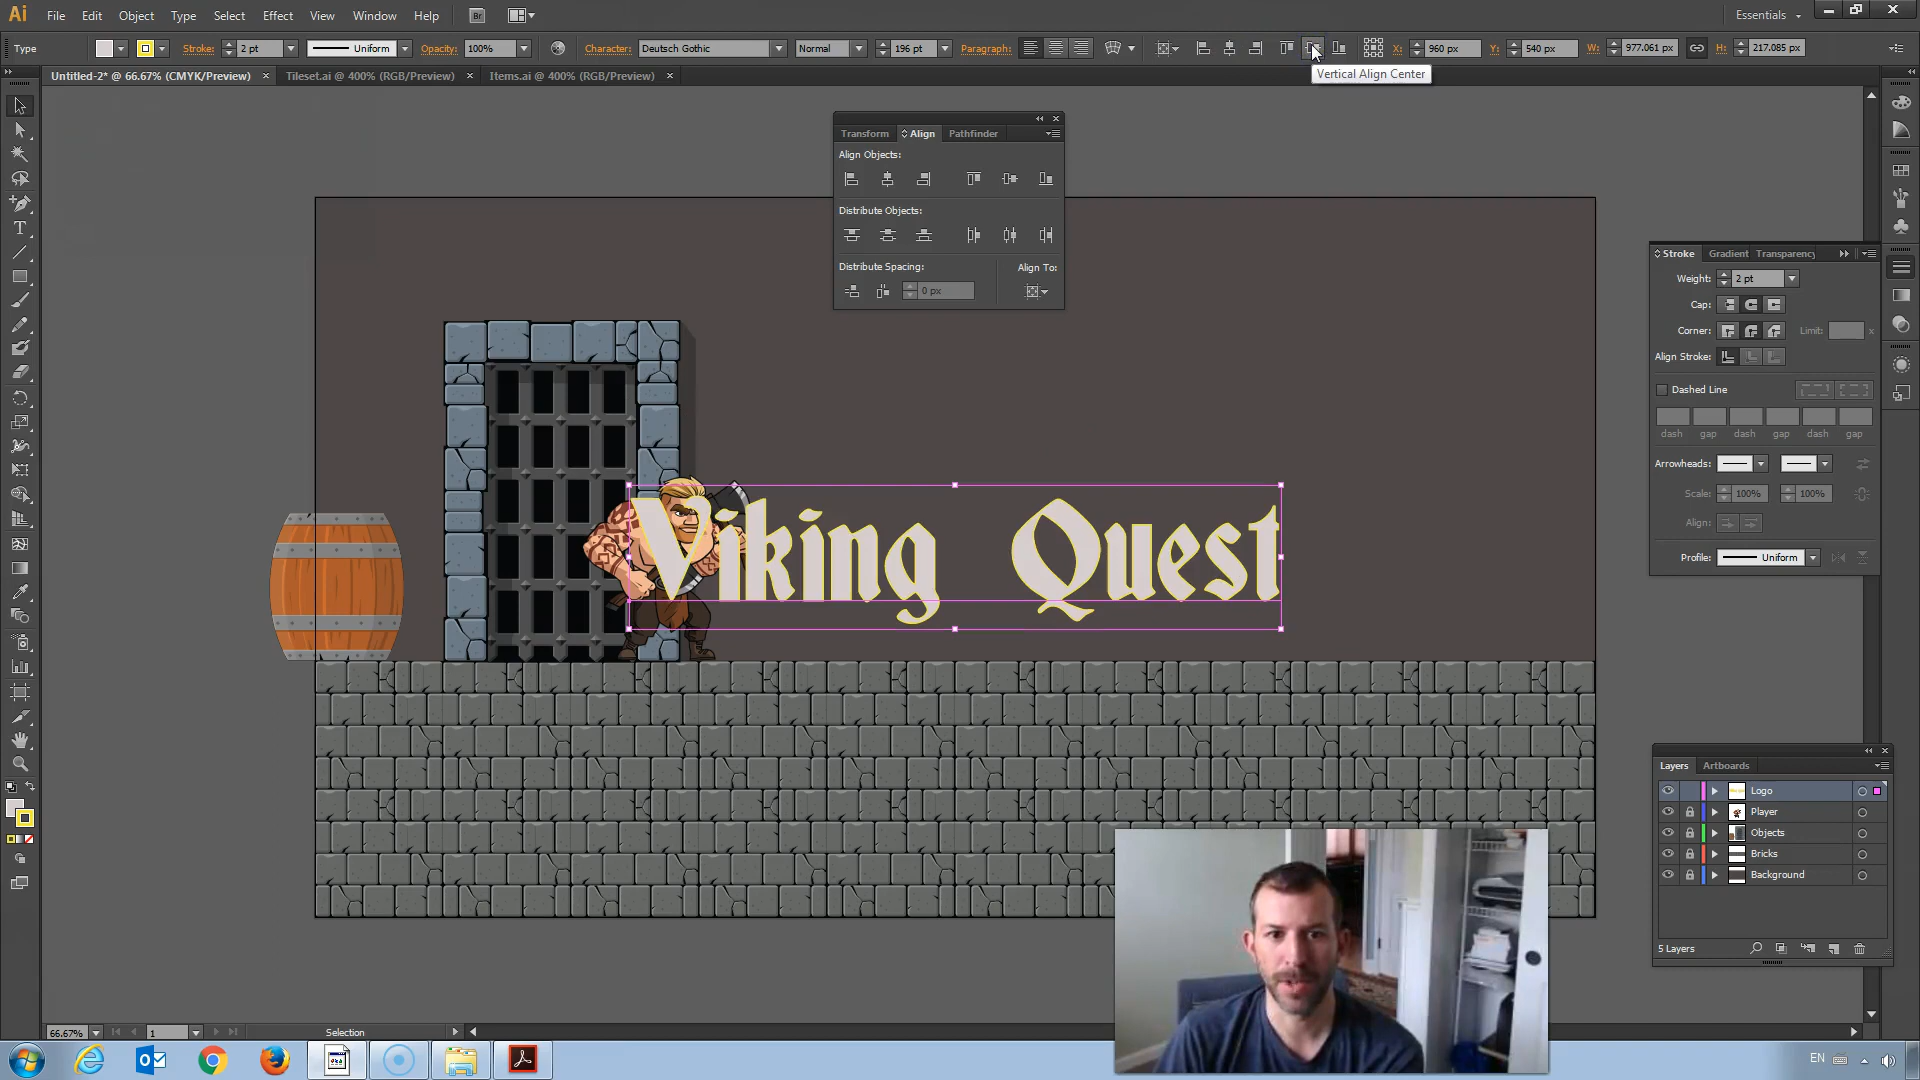 Ai File Edit Object Type Select Effect View Window Help Br Essentials
Type Stroke: 2 pt Uniform Opacity: 100% Character: Deutsch Gothic Normal 196 pt Paragraph: X: 960 px Y: 540 px W: 977.061 px H: 217.085 px
Untitled-2* @ 66.67% (CMYK/Preview) × Tileset.ai @ 400% (RGB/Preview) × Items.ai @ 400% (RGB/Preview) ×
Vertical Align Center
Transform Align Pathfinder
Align Objects:
Distribute Objects:
Distribute Spacing: Align To:
0 px
Stroke Gradient Transparency
Weight: 2 pt
Cap:
Corner: Limit: x
Align Stroke:
Dashed Line
dash gap dash gap dash gap
Arrowheads:
Scale: 100% 100%
Align:
Profile: Uniform
Viking Quest
Layers Artboards
Logo
Player
Objects
Bricks
Background
5 Layers
66.67% 1 Selection
EN